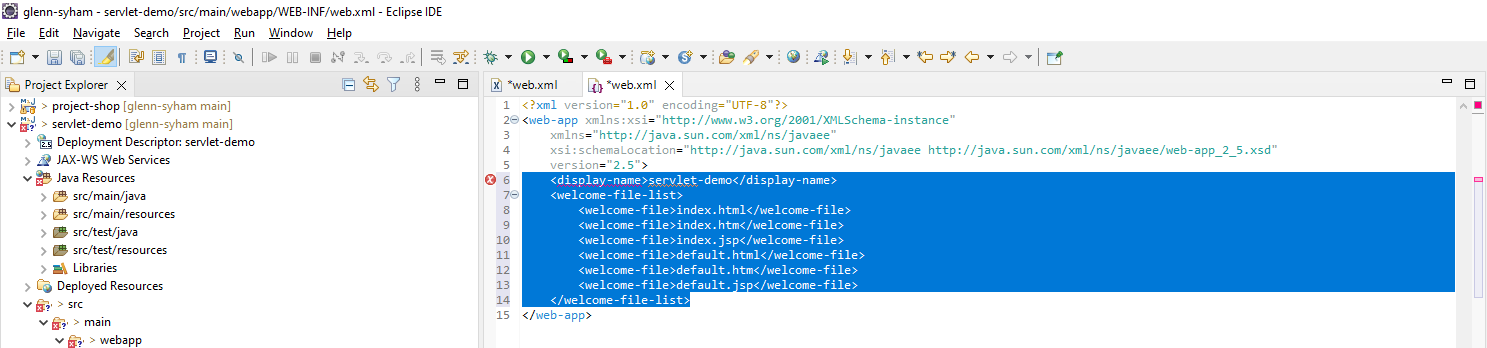 glenn-syham - servlet-demo/src/main/webapp/WEB-INF/web.xml - Eclipse IDE
File Edit Navigate Search Project Run Window Help
Project Explorer
> project-shop [glenn-syham main]
> servlet-demo [glenn-syham main]
Deployment Descriptor: servlet-demo
JAX-WS Web Services
Java Resources
src/main/java
src/main/resources
src/test/java
src/test/resources
Libraries
Deployed Resources
> src
> main
> webapp
*web.xml *web.xml
1 <?xml version="1.0" encoding="UTF-8"?>
2 <web-app xmlns:xsi="http://www.w3.org/2001/XMLSchema-instance"
3 xmlns="http://java.sun.com/xml/ns/javaee"
4 xsi:schemaLocation="http://java.sun.com/xml/ns/javaee http://java.sun.com/xml/ns/javaee/web-app_2_5.xsd"
5 version="2.5">
6 <display-name>servlet-demo</display-name>
7 <welcome-file-list>
8 <welcome-file>index.html</welcome-file>
9 <welcome-file>index.htm</welcome-file>
10 <welcome-file>index.jsp</welcome-file>
11 <welcome-file>default.html</welcome-file>
12 <welcome-file>default.htm</welcome-file>
13 <welcome-file>default.jsp</welcome-file>
14 </welcome-file-list>
15 </web-app>